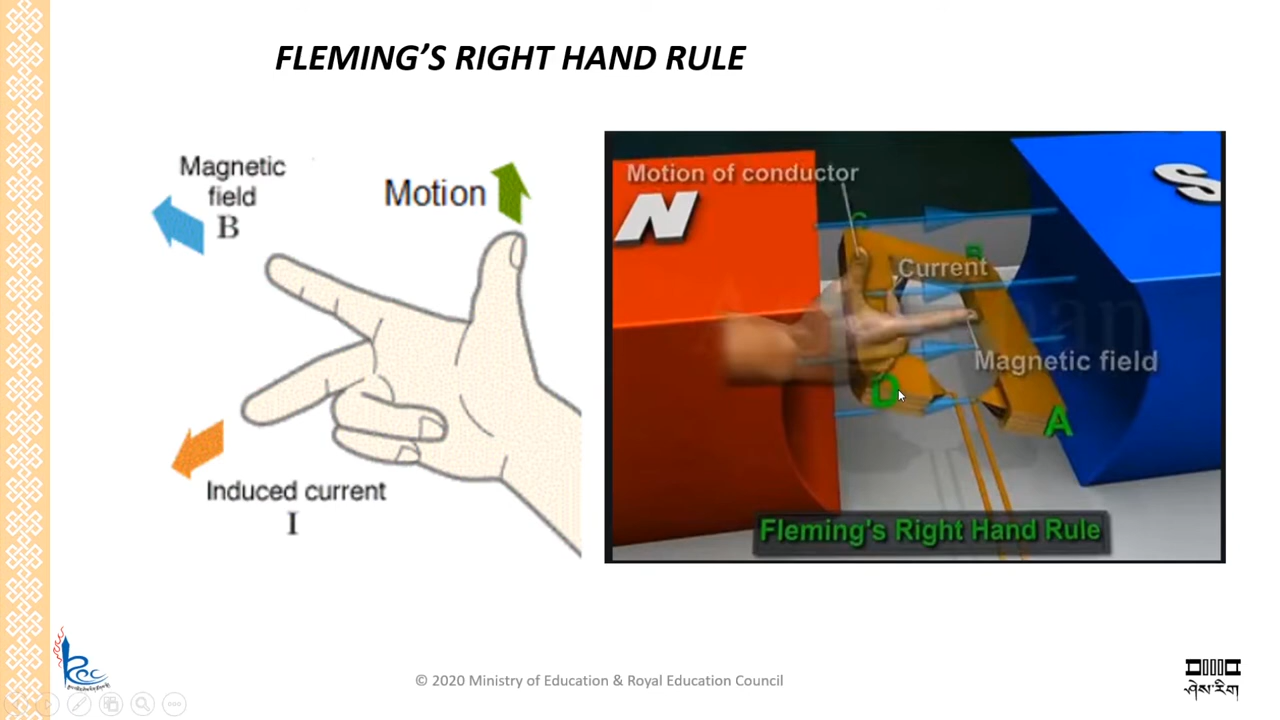 FLEMING'S RIGHT HAND RULE
Magnetic
field
B
Motion
Induced current
I
Motion of conductor
N
S
C
B
Current
Magnetic field
D
A
Fleming's Right Hand Rule
© 2020 Ministry of Education & Royal Education Council
ཤེས་རིག